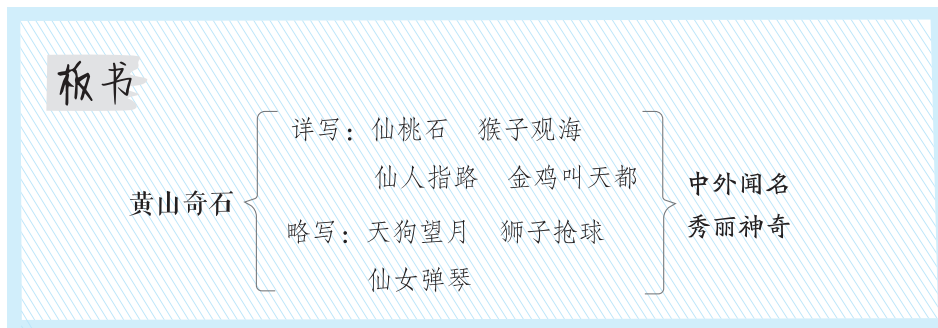 板书
详写：仙桃石 猴子观海
仙人指路 金鸡叫天都
黄山奇石
略写：天狗望月 狮子抢球
仙女弹琴
中外闻名
秀丽神奇